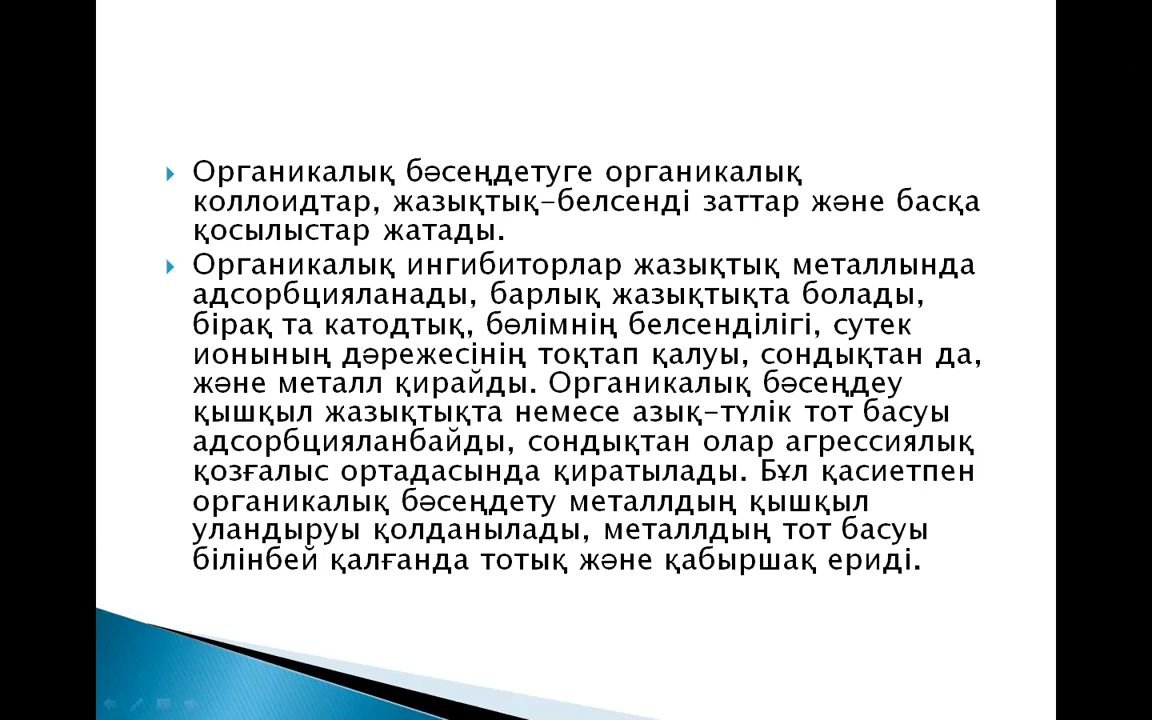 Органикалық бәсеңдетуге органикалық
коллоидтар, жазықтық-белсенді заттар және басқа
қосылыстар жатады.
Органикалық ингибиторлар жазықтық металлында
адсорбцияланады, барлық жазықтықта болады,
бірақ та катодтық, бөлімнің белсенділігі, сутек
ионының дәрежесінің тоқтап қалуы, сондықтан да,
және металл қирайды. Органикалық бәсеңдеу
қышқыл жазықтықта немесе азық-түлік тот басуы
адсорбцияланбайды, сондықтан олар агрессиялық
қозғалыс ортадасында қиратылады. Бұл қасиетпен
органикалық бәсеңдету металлдың қышқыл
уландыруы қолданылады, металлдың тот басуы
білінбей қалғанда тотық және қабыршақ ериді.